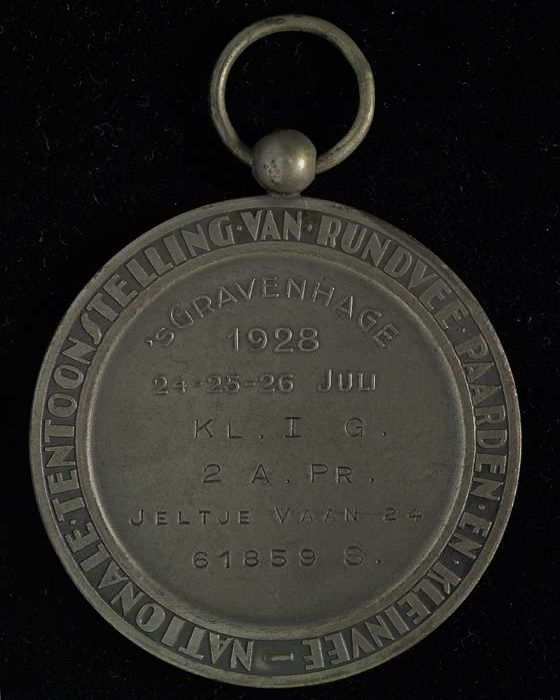 NATIONALE·TENTOONSTELLING·VAN·RUNDVEE·PAARDEN·EN·KLEINVEE –
'S GRAVENHAGE
1928
24-25-26 JULI
KL. I G.
2 A. PR.
JELTJE VAAN 24
61859 S.